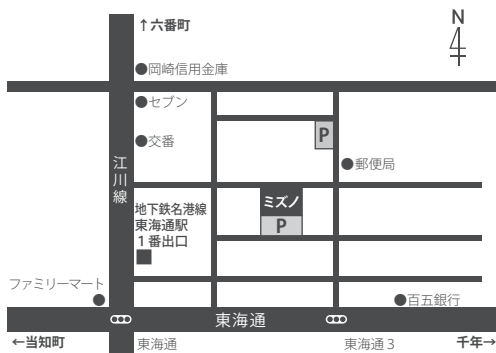 ↑六番町
N
●岡崎信用金庫
●セブン
●交番
P
●郵便局
江川線
ミズノ
P
地下鉄名港線
東海通駅
1番出口
ファミリーマート
●百五銀行
東海通
←当知町
東海通
東海通3
千年→